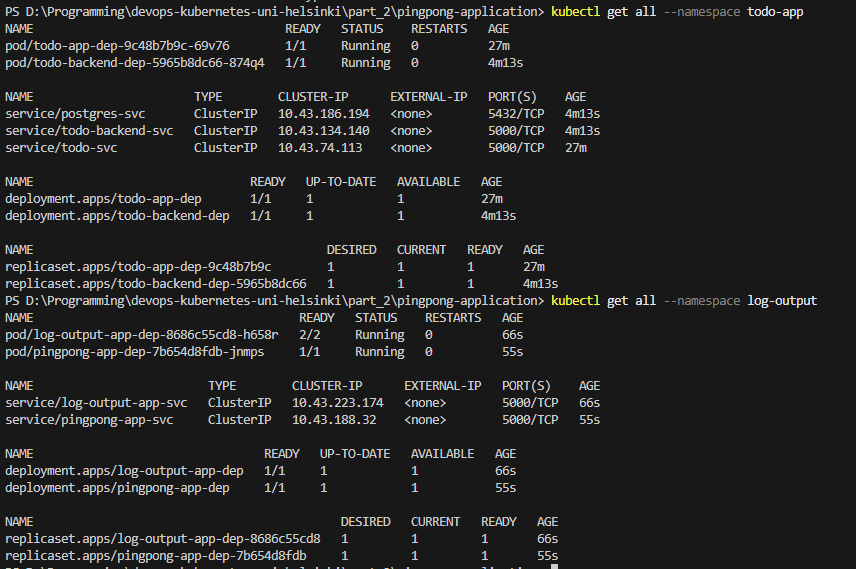 PS D:\Programming\devops-kubernetes-uni-helsinki\part_2\pingpong-application> kubectl get all --namespace todo-app
NAME READY STATUS RESTARTS AGE
pod/todo-app-dep-9c48b7b9c-69v76 1/1 Running 0 27m
pod/todo-backend-dep-5965b8dc66-874q4 1/1 Running 0 4m13s
NAME TYPE CLUSTER-IP EXTERNAL-IP PORT(S) AGE
service/postgres-svc ClusterIP 10.43.186.194 <none> 5432/TCP 4m13s
service/todo-backend-svc ClusterIP 10.43.134.140 <none> 5000/TCP 4m13s
service/todo-svc ClusterIP 10.43.74.113 <none> 5000/TCP 27m
NAME READY UP-TO-DATE AVAILABLE AGE
deployment.apps/todo-app-dep 1/1 1 1 27m
deployment.apps/todo-backend-dep 1/1 1 1 4m13s
NAME DESIRED CURRENT READY AGE
replicaset.apps/todo-app-dep-9c48b7b9c 1 1 1 27m
replicaset.apps/todo-backend-dep-5965b8dc66 1 1 1 4m13s
PS D:\Programming\devops-kubernetes-uni-helsinki\part_2\pingpong-application> kubectl get all --namespace log-output
NAME READY STATUS RESTARTS AGE
pod/log-output-app-dep-8686c55cd8-h658r 2/2 Running 0 66s
pod/pingpong-app-dep-7b654d8fdb-jnmps 1/1 Running 0 55s
NAME TYPE CLUSTER-IP EXTERNAL-IP PORT(S) AGE
service/log-output-app-svc ClusterIP 10.43.223.174 <none> 5000/TCP 66s
service/pingpong-app-svc ClusterIP 10.43.188.32 <none> 5000/TCP 55s
NAME READY UP-TO-DATE AVAILABLE AGE
deployment.apps/log-output-app-dep 1/1 1 1 66s
deployment.apps/pingpong-app-dep 1/1 1 1 55s
NAME DESIRED CURRENT READY AGE
replicaset.apps/log-output-app-dep-8686c55cd8 1 1 1 66s
replicaset.apps/pingpong-app-dep-7b654d8fdb 1 1 1 55s